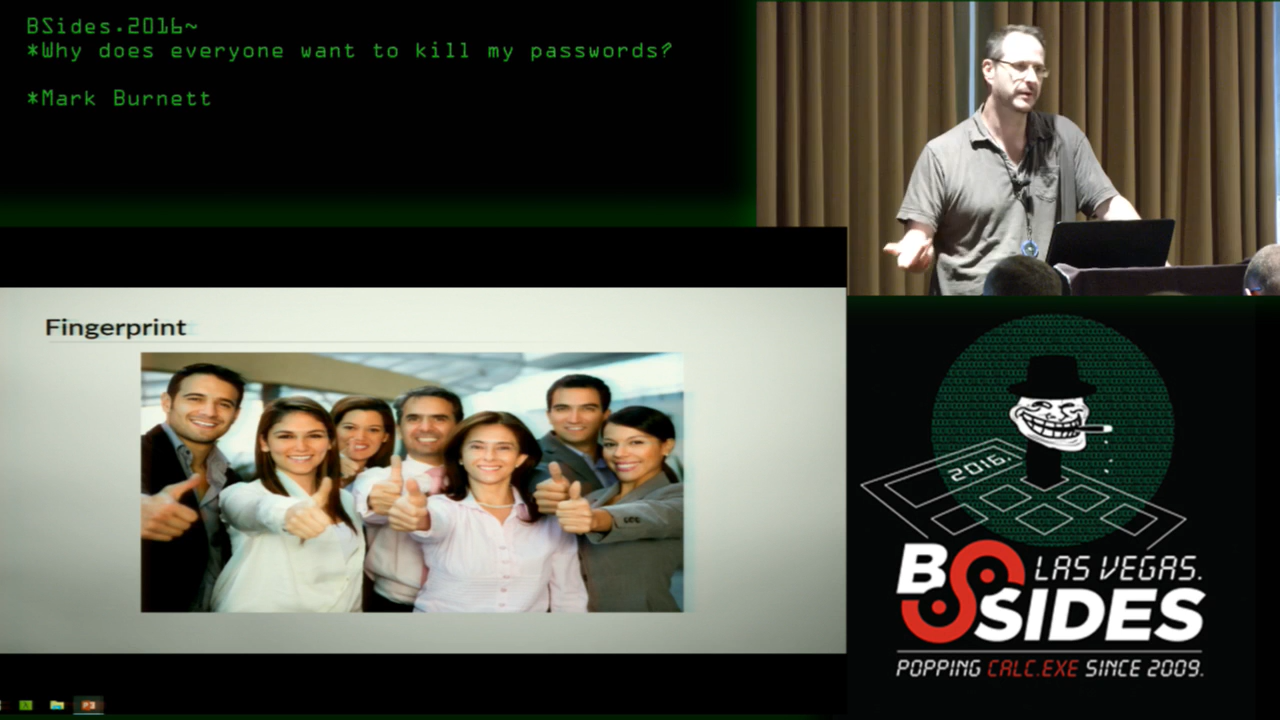 BSides.2016~
*Why does everyone want to kill my passwords?
*Mark Burnett
Fingerprint
2016.
BSIDES
LAS VEGAS.
POPPING CALC.EXE SINCE 2009.